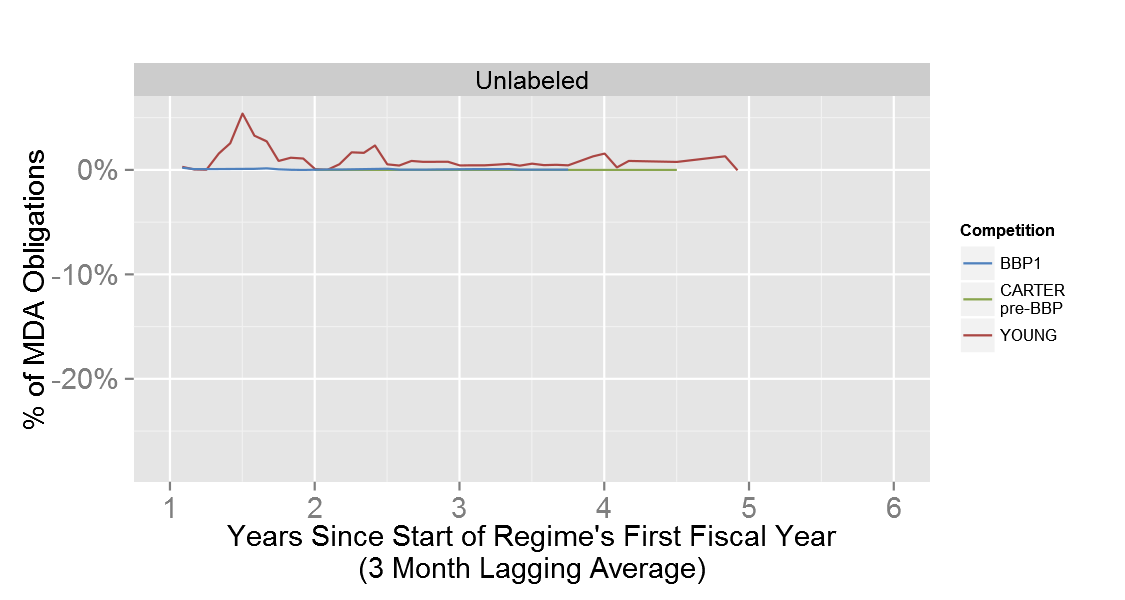 Unlabeled
% of MDA Obligations
0%
-10%
-20%
1 2 3 4 5 6
Years Since Start of Regime's First Fiscal Year
(3 Month Lagging Average)
Competition
BBP1
CARTER
pre-BBP
YOUNG